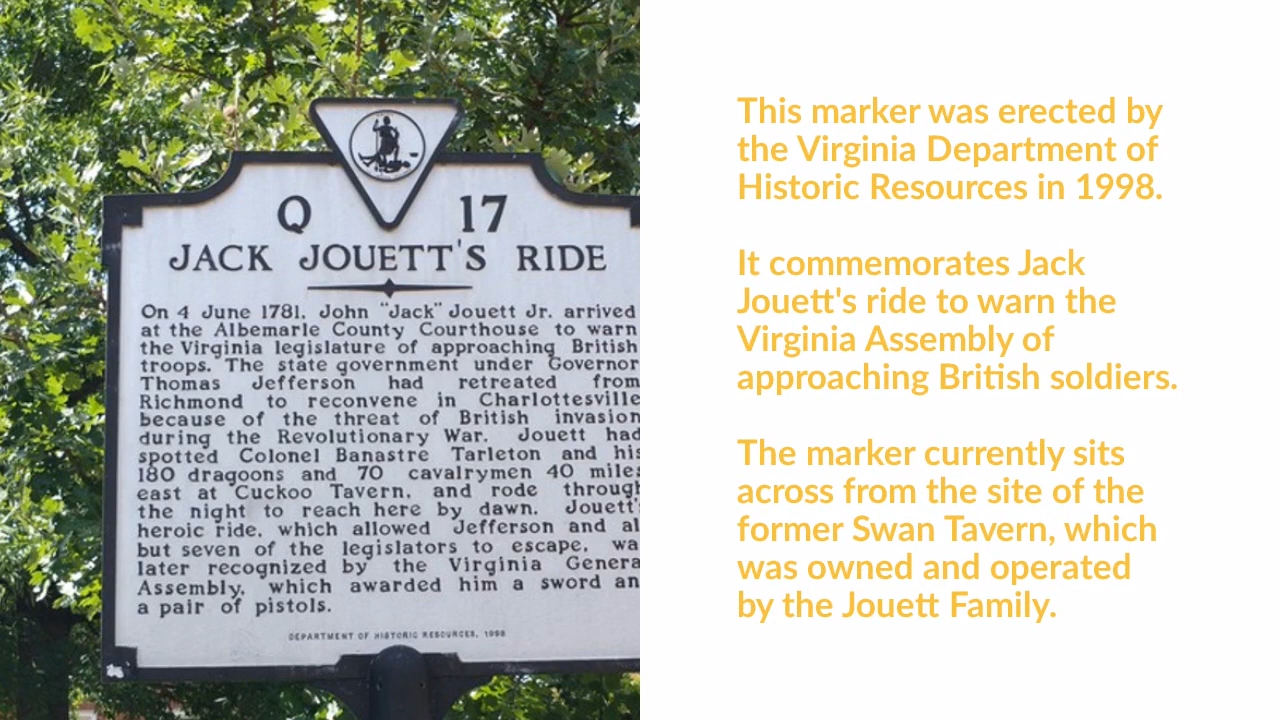 Q 17
JACK JOUETT'S RIDE
On 4 June 1781, John "Jack" Jouett Jr. arrived
at the Albemarle County Courthouse to warn
the Virginia legislature of approaching British
troops. The state government under Governor
Thomas Jefferson had retreated from
Richmond to reconvene in Charlottesville
because of the threat of British invasion
during the Revolutionary War. Jouett had
spotted Colonel Banastre Tarleton and his
180 dragoons and 70 cavalrymen 40 miles
east at Cuckoo Tavern, and rode through
the night to reach here by dawn. Jouett's
heroic ride, which allowed Jefferson and al
but seven of the legislators to escape, wa
later recognized by the Virginia Genera
Assembly, which awarded him a sword an
a pair of pistols.
DEPARTMENT OF HISTORIC RESOURCES, 1998
This marker was erected by
the Virginia Department of
Historic Resources in 1998.
It commemorates Jack
Jouett's ride to warn the
Virginia Assembly of
approaching British soldiers.
The marker currently sits
across from the site of the
former Swan Tavern, which
was owned and operated
by the Jouett Family.